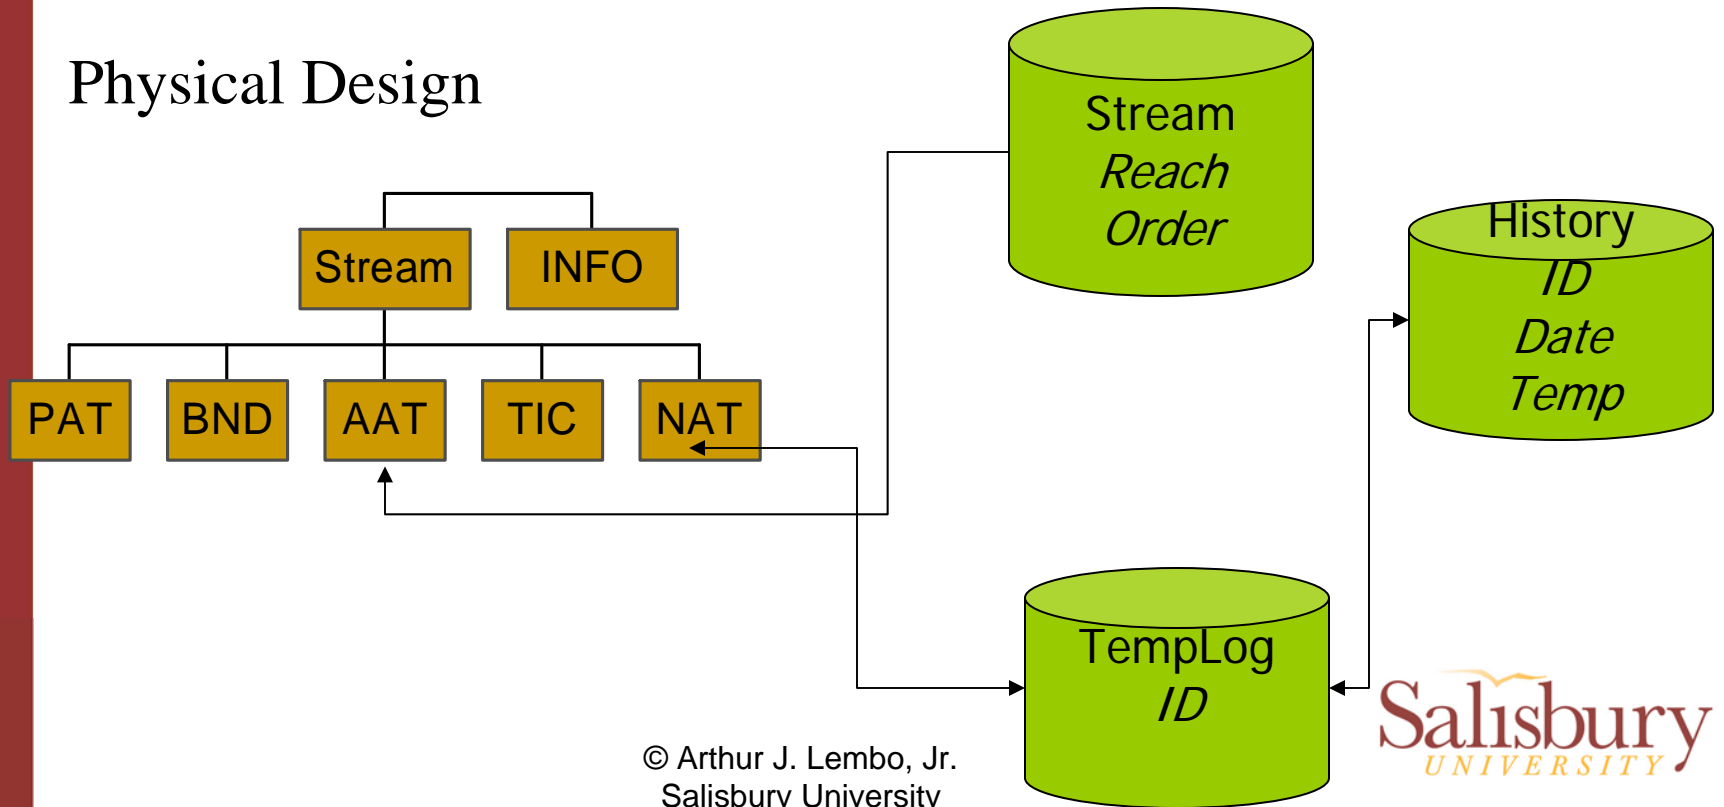 Physical Design
Stream
Reach
Order
History
ID
Date
Temp
Stream
INFO
PAT
BND
AAT
TIC
NAT
TempLog
ID
© Arthur J. Lembo, Jr.
Salisbury University
Salisbury
UNIVERSITY